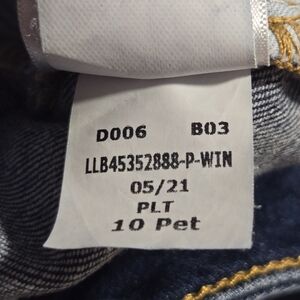 D006 B03
LLB45352888-P-WIN
05/21
PLT
10 Pet